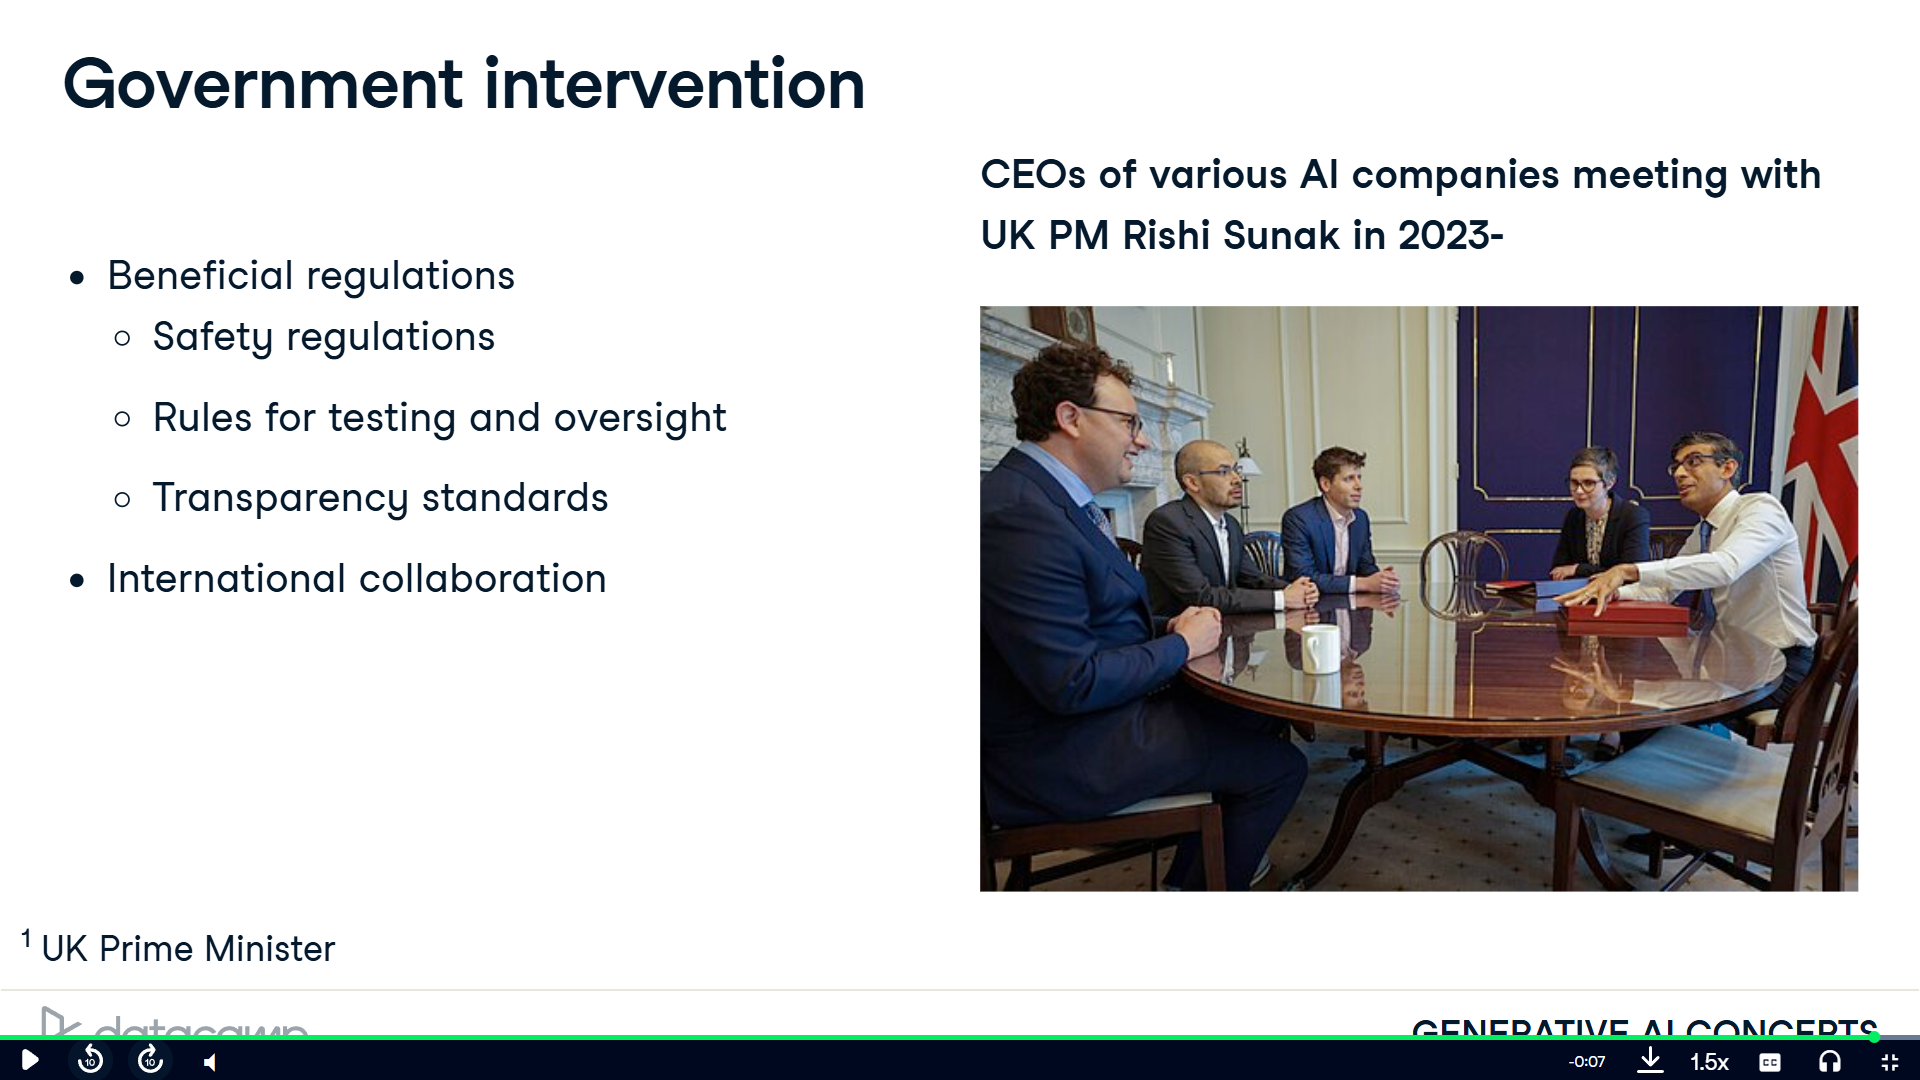 Government intervention
CEOs of various AI companies meeting with
UK PM Rishi Sunak in 2023-
• Beneficial regulations
○ Safety regulations
○ Rules for testing and oversight
○ Transparency standards
• International collaboration
1 UK Prime Minister
datacamp
GENERATIVE AI CONCEPTS
10
10
-0:07
1.5x
CC